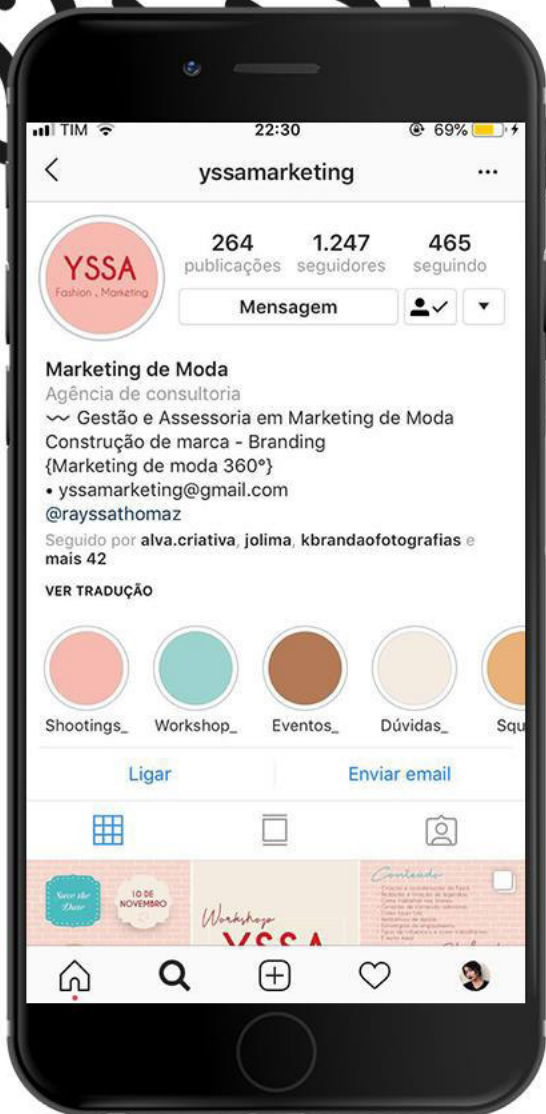 TIM 22:30 69%
yssamarketing
YSSA
Fashion . Marketing
264 1.247 465
publicações seguidores seguindo
Mensagem
Marketing de Moda
Agência de consultoria
Gestão e Assessoria em Marketing de Moda
Construção de marca - Branding
{Marketing de moda 360°}
• yssamarketing@gmail.com
@rayssathomaz
Seguido por alva.criativa, jolima, kbrandaofotografias e
mais 42
VER TRADUÇÃO
Shootings_ Workshop_ Eventos_ Dúvidas_ Squ
Ligar Enviar email
Save the
Date
10 DE
NOVEMBRO
Workshop
YSSA
Conteúdo